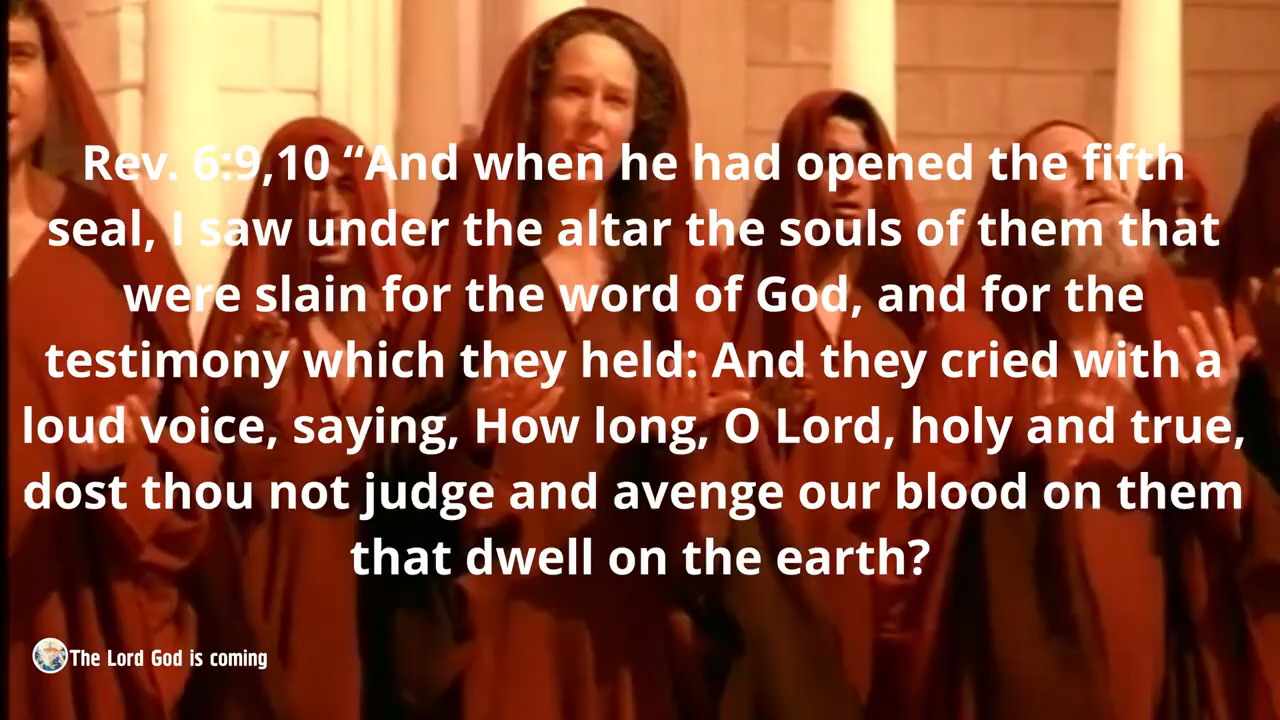 Rev. 6:9,10 “And when he had opened the fifth
seal, I saw under the altar the souls of them that
were slain for the word of God, and for the
testimony which they held: And they cried with a
loud voice, saying, How long, O Lord, holy and true,
dost thou not judge and avenge our blood on them
that dwell on the earth?
The Lord God is coming